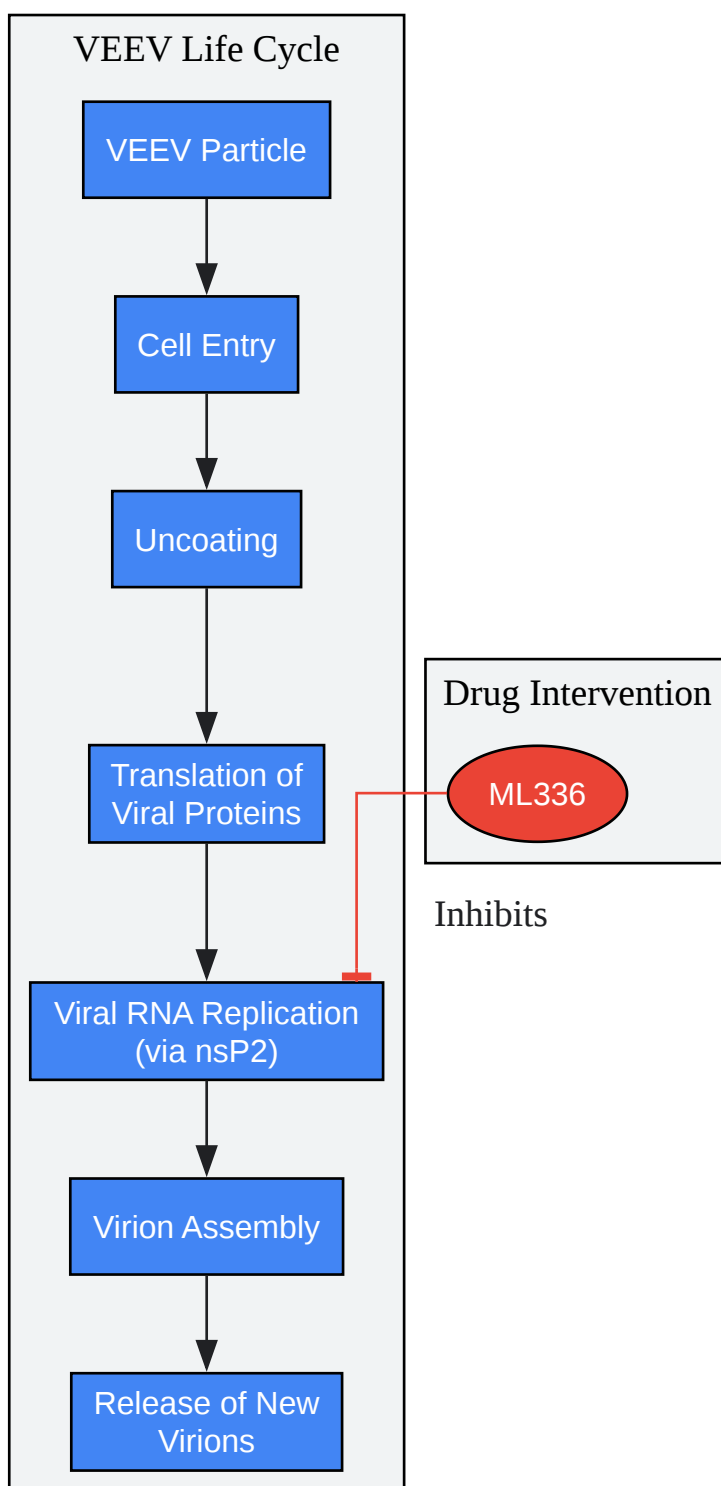 VEEV Life Cycle
VEEV Particle
Cell Entry
Uncoating
Translation of
Viral Proteins
Viral RNA Replication
(via nsP2)
Virion Assembly
Release of New
Virions
Drug Intervention
ML336
Inhibits